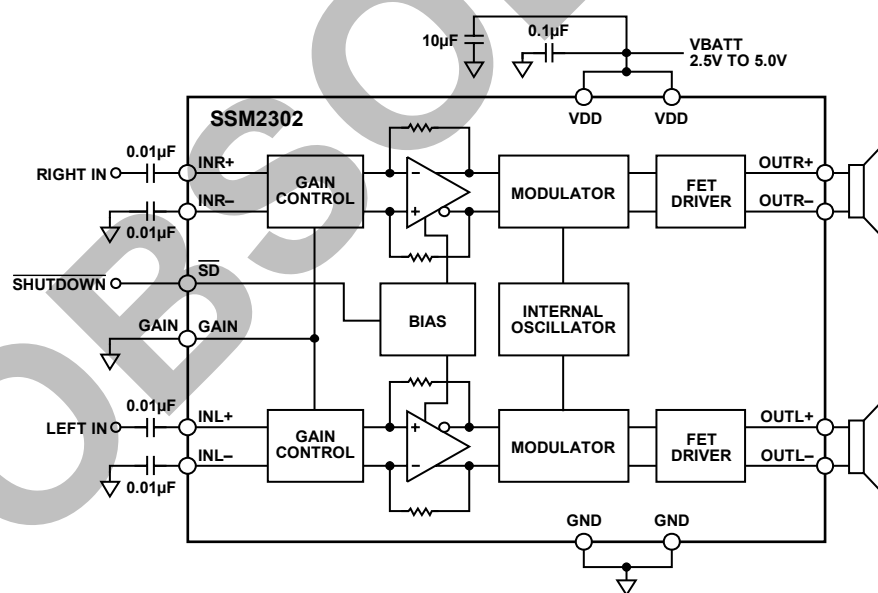 10µF
0.1µF
VBATT
2.5V TO 5.0V
SSM2302
VDD
VDD
0.01µF
RIGHT IN
INR+
GAIN
CONTROL
–
+
MODULATOR
FET
DRIVER
OUTR+
OUTR–
INR–
0.01µF
SHUTDOWN
SD
BIAS
INTERNAL
OSCILLATOR
GAIN
GAIN
0.01µF
LEFT IN
INL+
GAIN
CONTROL
+
–
MODULATOR
FET
DRIVER
OUTL+
OUTL–
INL–
0.01µF
GND
GND
OBSOL